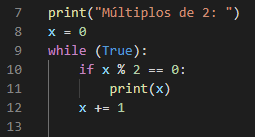 7 print("Múltiplos de 2: ")
8 x = 0
9 while (True):
10 if x % 2 == 0:
11 print(x)
12 x += 1
13